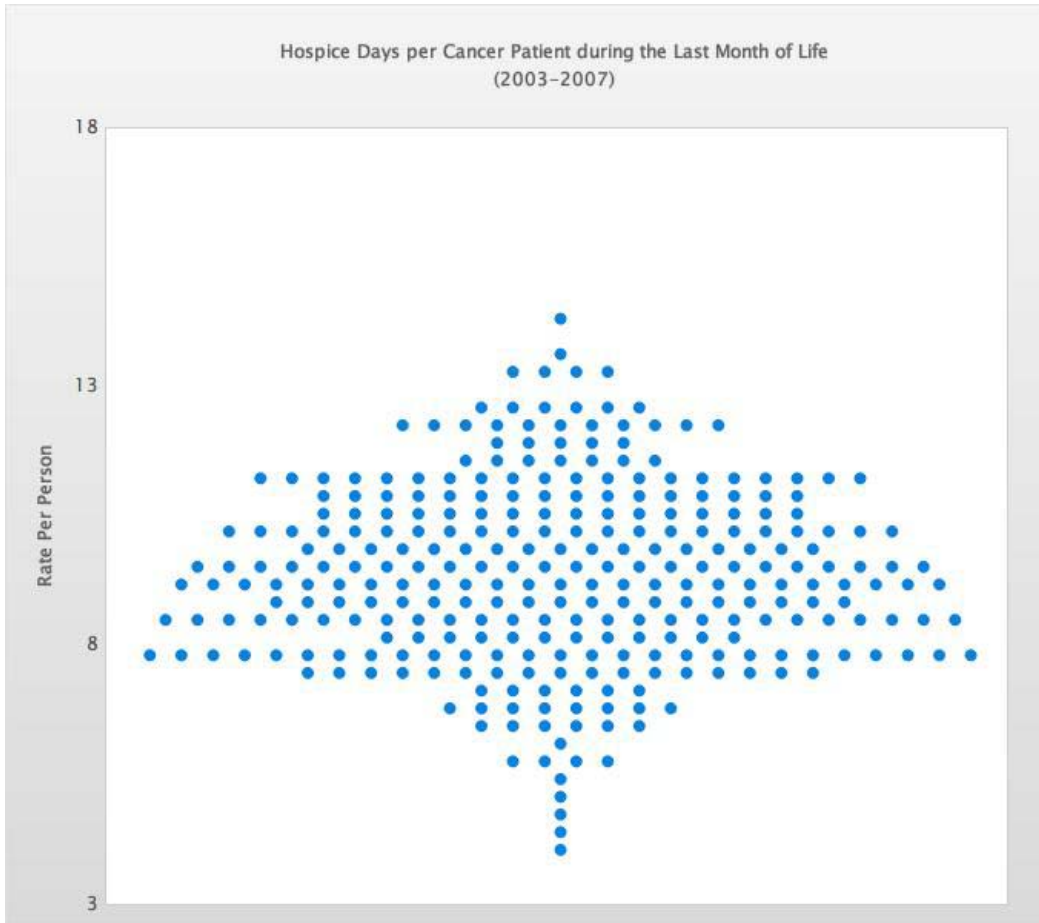 Hospice Days per Cancer Patient during the Last Month of Life
(2003-2007)
18
13
Rate Per Person
8
3